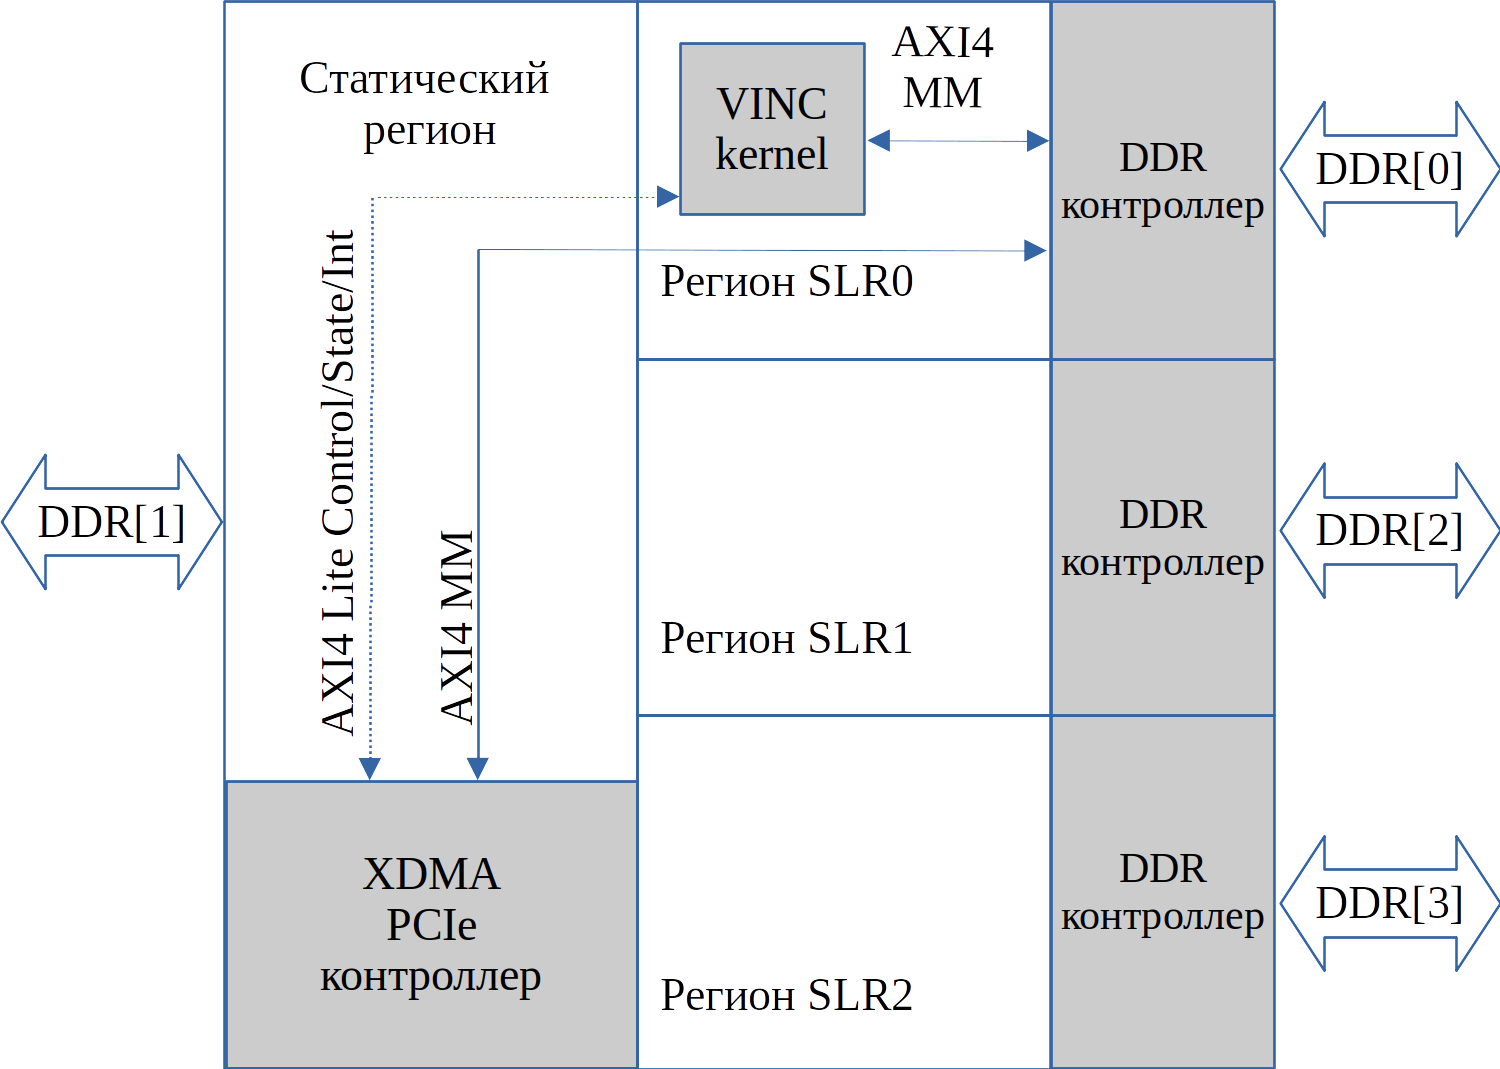 Статический
регион
VINC
kernel
AXI4
MM
DDR
контроллер
DDR[0]
AXI4 Lite Control/State/Int
AXI4 MM
Регион SLR0
DDR[1]
DDR
контроллер
DDR[2]
Регион SLR1
XDMA
PCIe
контроллер
DDR
контроллер
DDR[3]
Регион SLR2